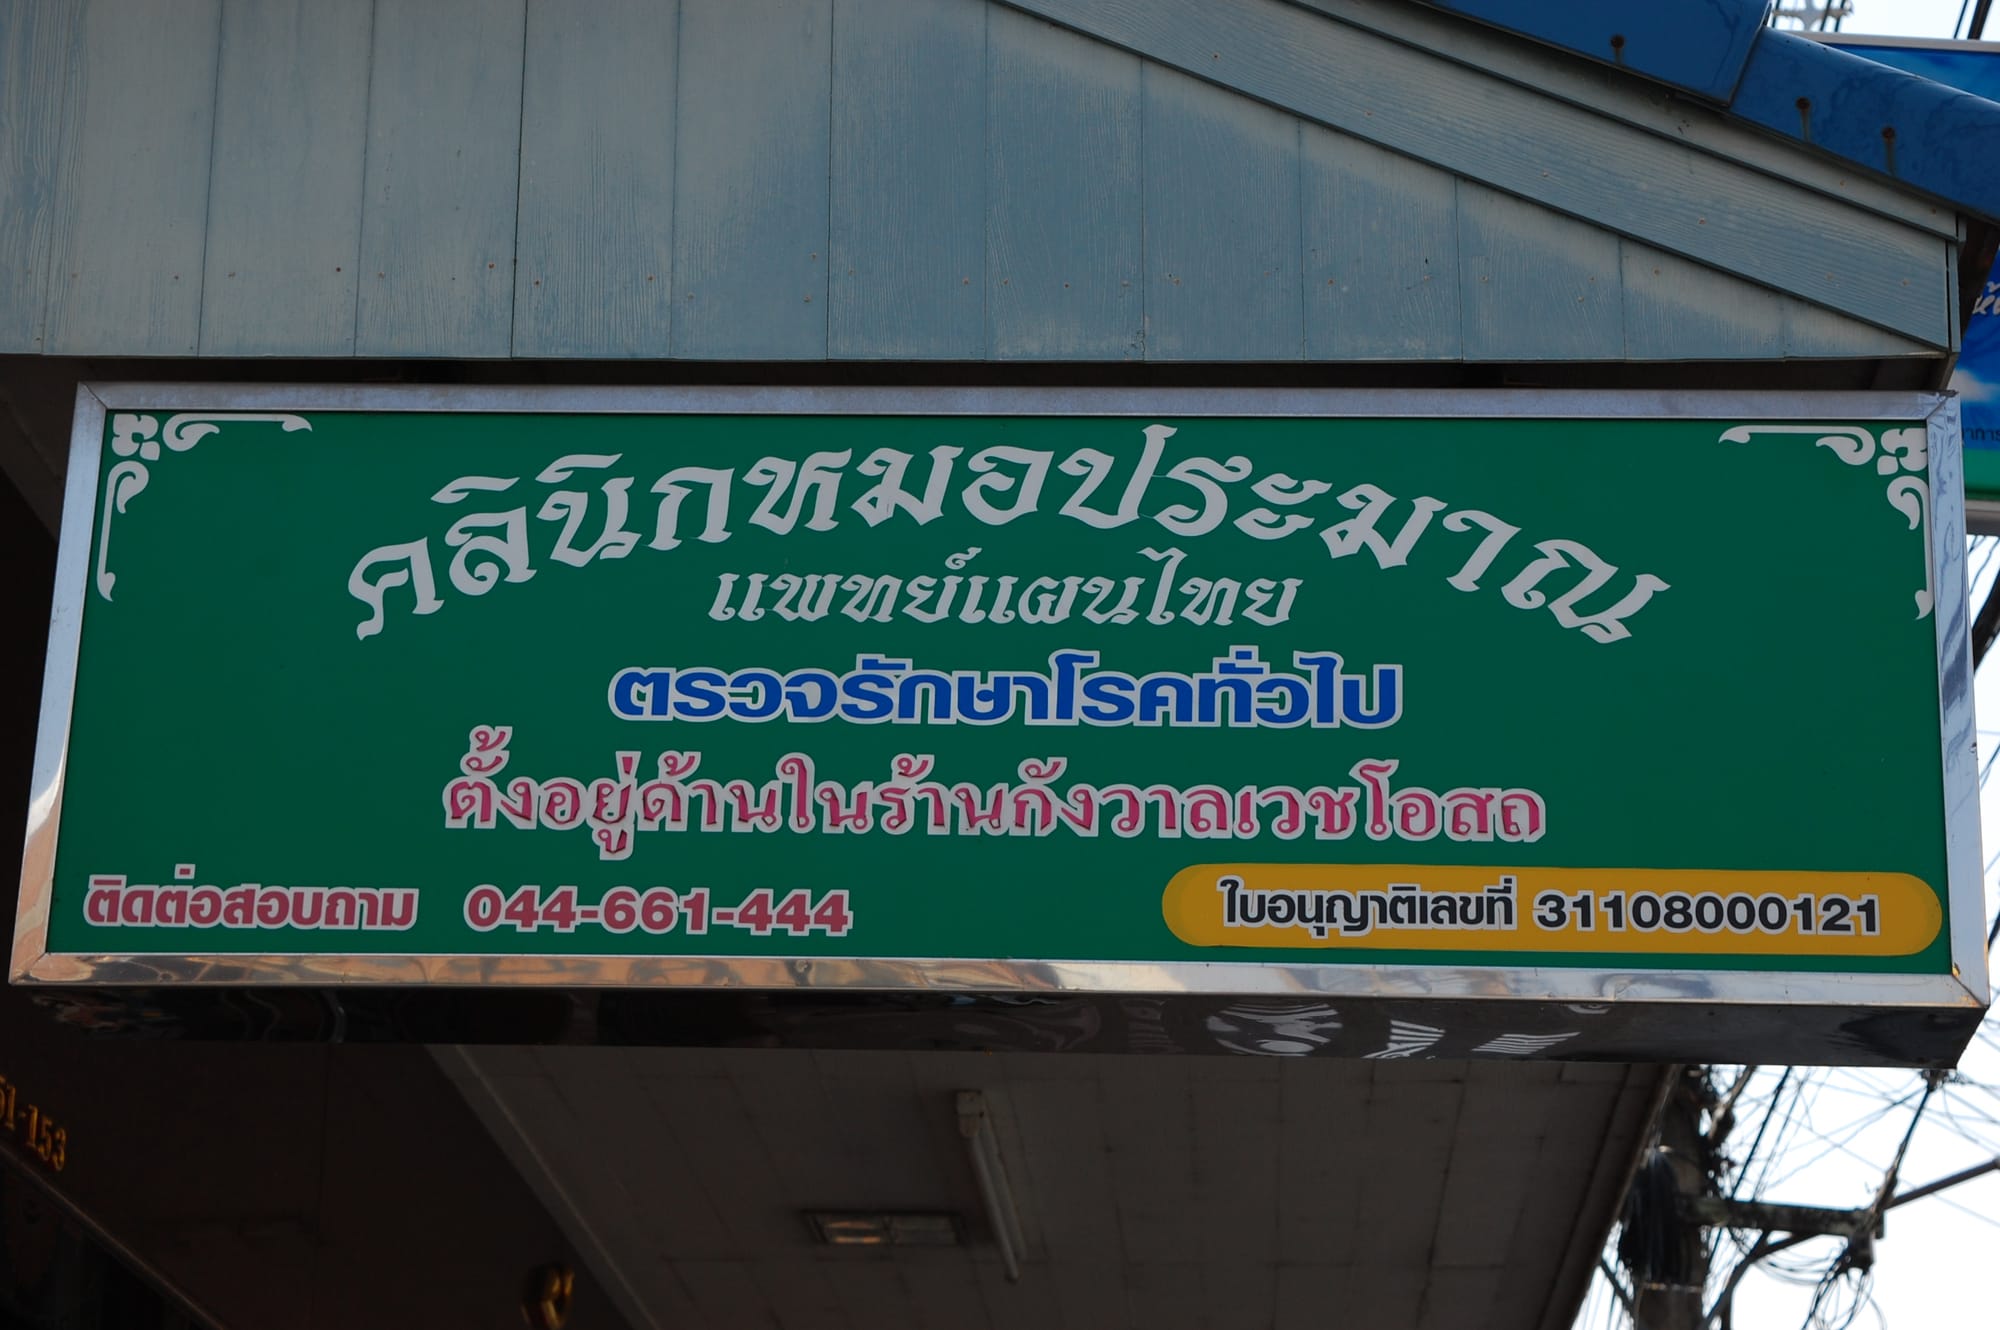 คลินิกหมอประมาณ
แพทย์แผนไทย
ตรวจรักษาโรคทั่วไป
ตั้งอยู่ด้านในร้านกังวาลเวชโอสถ
ติดต่อสอบถาม 044-661-444
ใบอนุญาติเลขที่ 31108000121
51-153